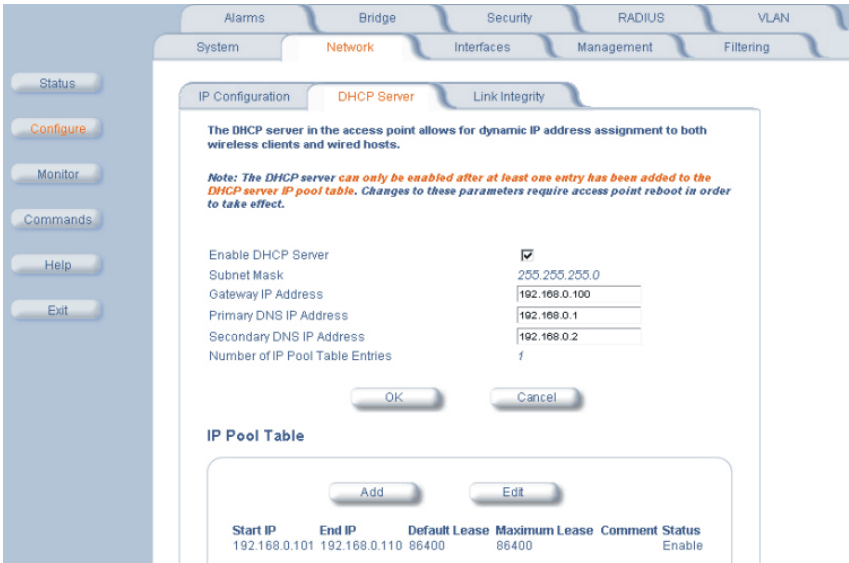 Alarms Bridge Security RADIUS VLAN
System Network Interfaces Management Filtering
Status
Configure
Monitor
Commands
Help
Exit
IP Configuration DHCP Server Link Integrity
The DHCP server in the access point allows for dynamic IP address assignment to both
wireless clients and wired hosts.
Note: The DHCP server can only be enabled after at least one entry has been added to the
DHCP server IP pool table. Changes to these parameters require access point reboot in order
to take effect.
Enable DHCP Server
Subnet Mask 255.255.255.0
Gateway IP Address 192.168.0.100
Primary DNS IP Address 192.168.0.1
Secondary DNS IP Address 192.168.0.2
Number of IP Pool Table Entries 1
OK Cancel
IP Pool Table
Add Edit
Start IP End IP Default Lease Maximum Lease Comment Status
192.168.0.101 192.168.0.110 86400 86400 Enable